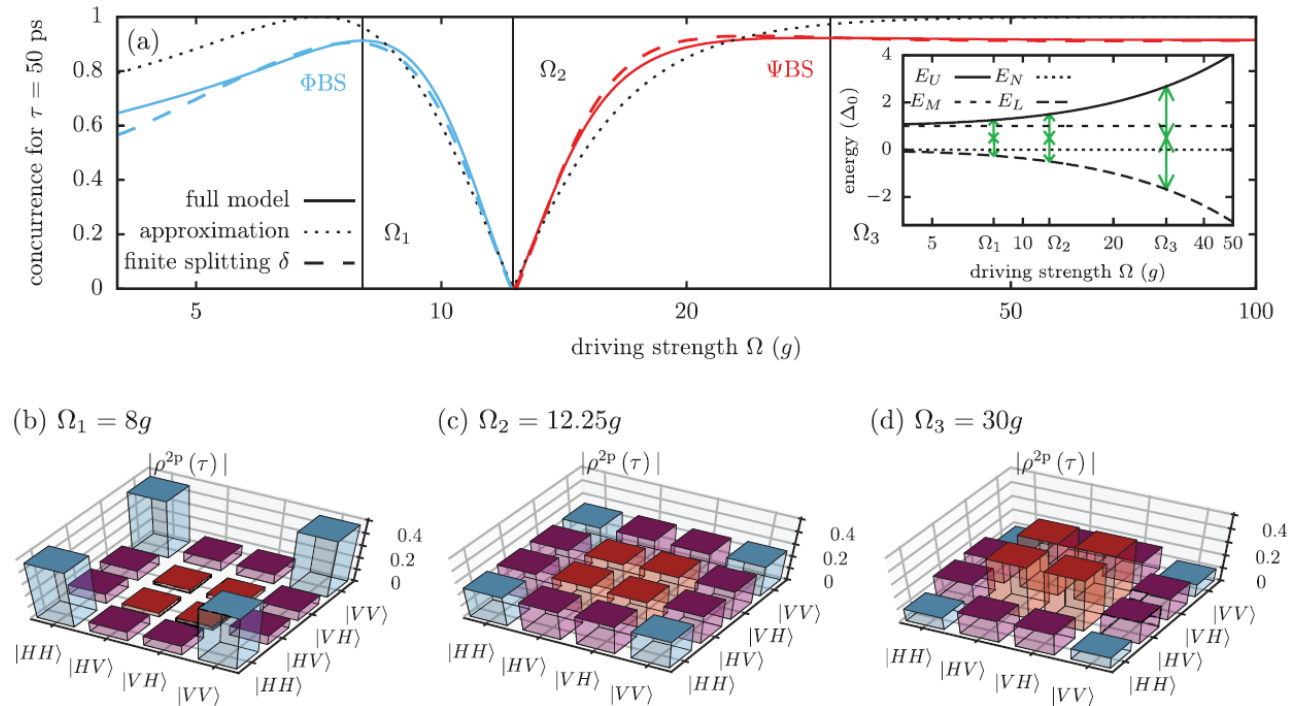 concurrence for τ = 50 ps
1
0.8
0.6
0.4
0.2
0
(a)
ΦBS
Ω₂
ΨBS
Ω₁
Ω₃
full model
approximation
finite splitting δ
5
10
20
50
100
driving strength Ω (g)
E_U
E_N
E_M
E_L
energy (Δ₀)
4
2
0
−2
5
Ω₁
10
Ω₂
20
Ω₃
40
50
driving strength Ω (g)
(b) Ω₁ = 8g
|ρ²ᵖ (τ)|
0.4
0.2
0
|HH⟩
|HV⟩
|VH⟩
|VV⟩
|HH⟩
|HV⟩
|VH⟩
|VV⟩
(c) Ω₂ = 12.25g
|ρ²ᵖ (τ)|
0.4
0.2
0
|HH⟩
|HV⟩
|VH⟩
|VV⟩
|HH⟩
|HV⟩
|VH⟩
|VV⟩
(d) Ω₃ = 30g
|ρ²ᵖ (τ)|
0.4
0.2
0
|HH⟩
|HV⟩
|VH⟩
|VV⟩
|HH⟩
|HV⟩
|VH⟩
|VV⟩